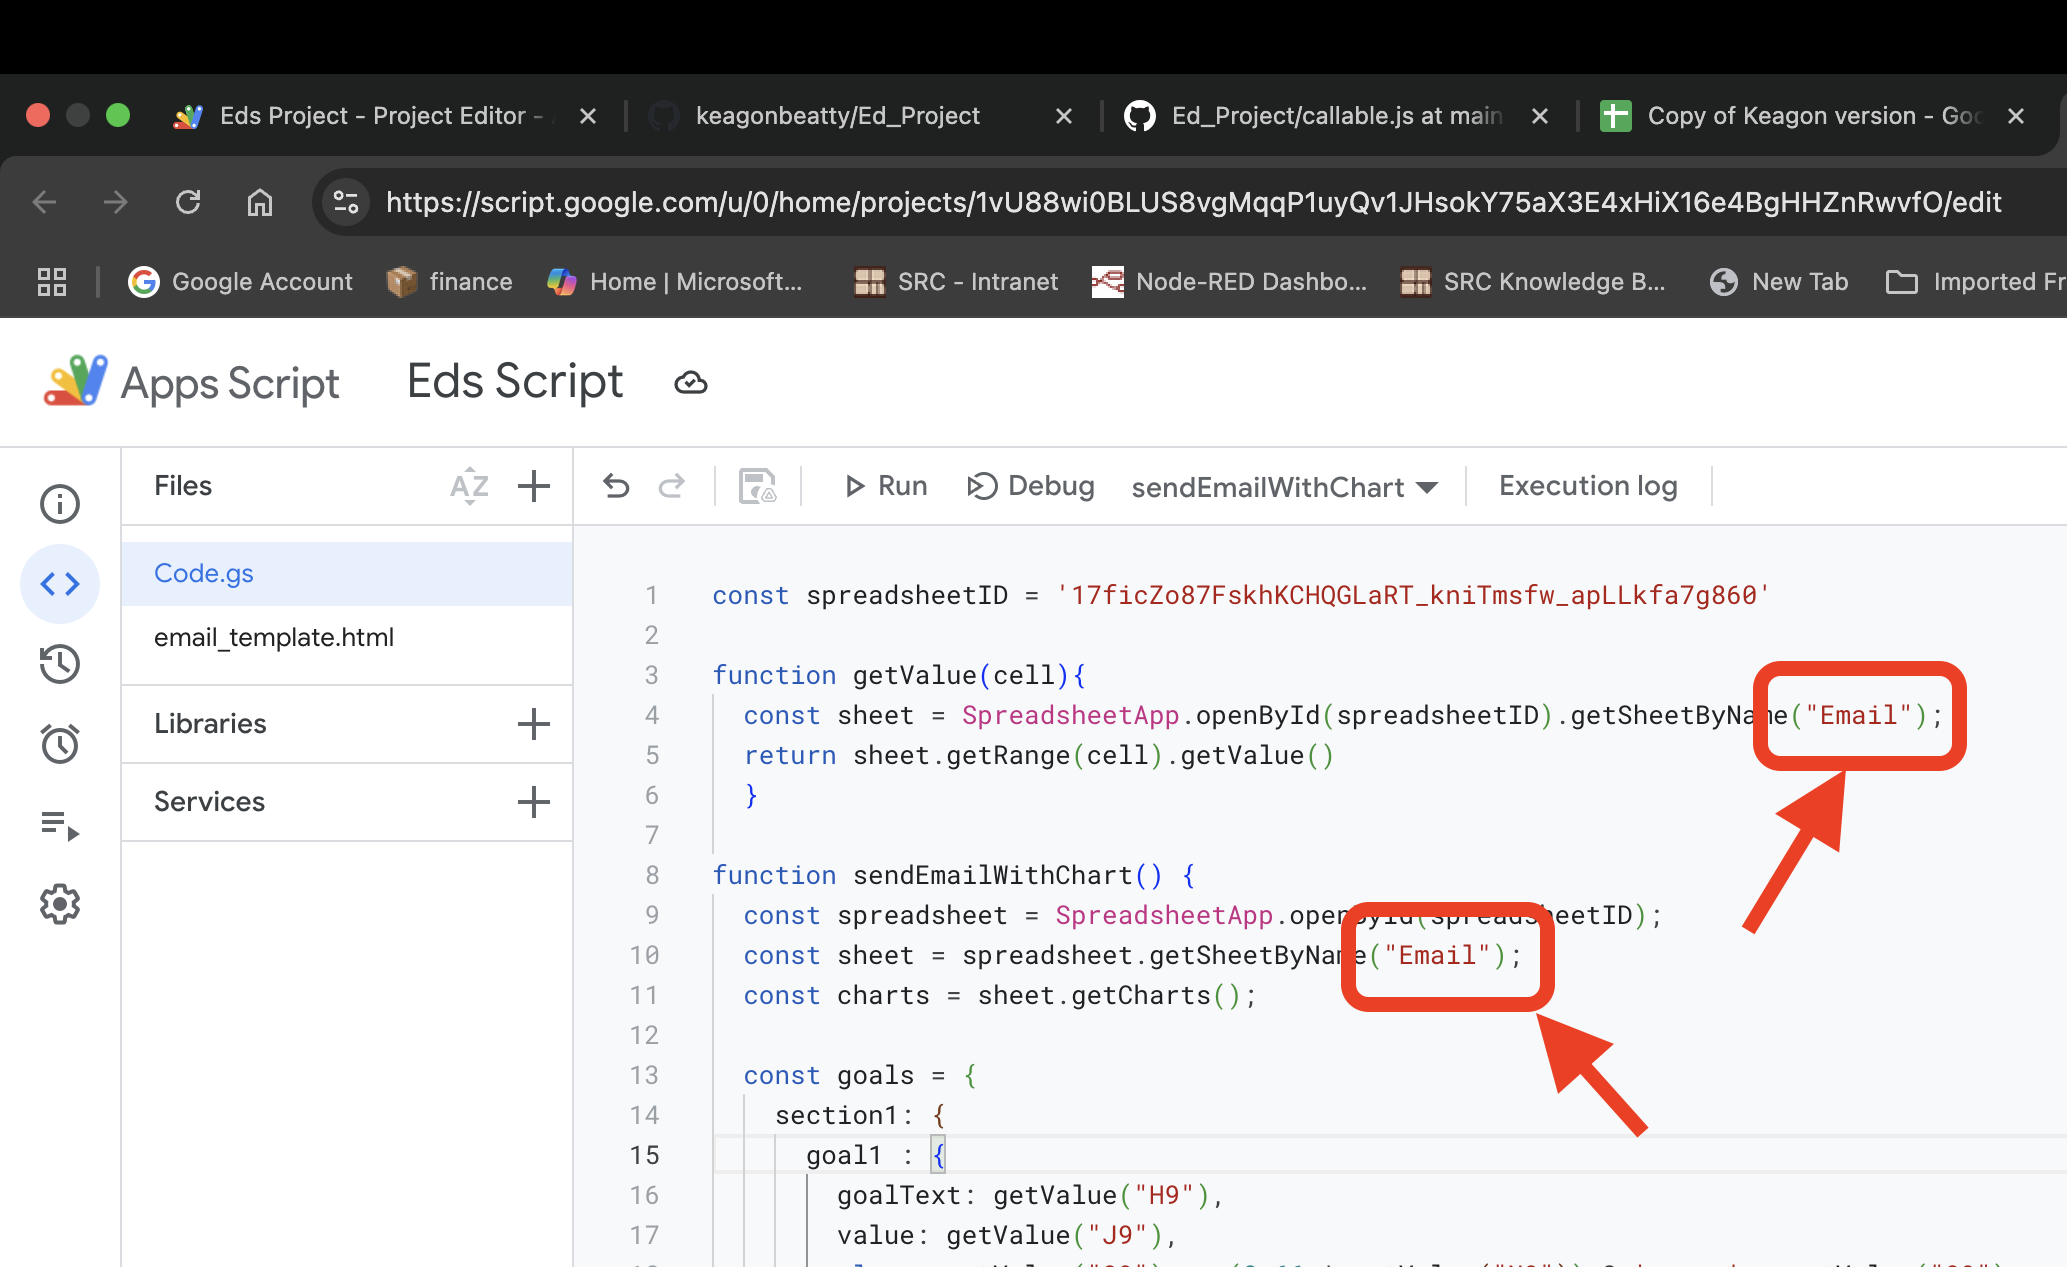 Eds Project - Project Editor -
keagonbeatty/Ed_Project
Ed_Project/callable.js at main
Copy of Keagon version - Goo
https://script.google.com/u/0/home/projects/1vU88wi0BLUS8vgMqqP1uyQv1JHsokY75aX3E4xHiX16e4BgHHZnRwvfO/edit
Google Account
finance
Home | Microsoft...
SRC - Intranet
Node-RED Dashbo...
SRC Knowledge B...
New Tab
Imported Fr
Apps Script
Eds Script
Files
AZ
Run
Debug
sendEmailWithChart
Execution log
Code.gs
email_template.html
Libraries
Services
1 const spreadsheetID = '17ficZo87FskhKCHQGLaRT_kniTmsfw_apLLkfa7g860'
2
3 function getValue(cell){
4 const sheet = SpreadsheetApp.openById(spreadsheetID).getSheetByName("Email");
5 return sheet.getRange(cell).getValue()
6 }
7
8 function sendEmailWithChart() {
9 const spreadsheet = SpreadsheetApp.openById(spreadsheetID);
10 const sheet = spreadsheet.getSheetByName("Email");
11 const charts = sheet.getCharts();
12
13 const goals = {
14 section1: {
15 goal1 : {
16 goalText: getValue("H9"),
17 value: getValue("J9"),